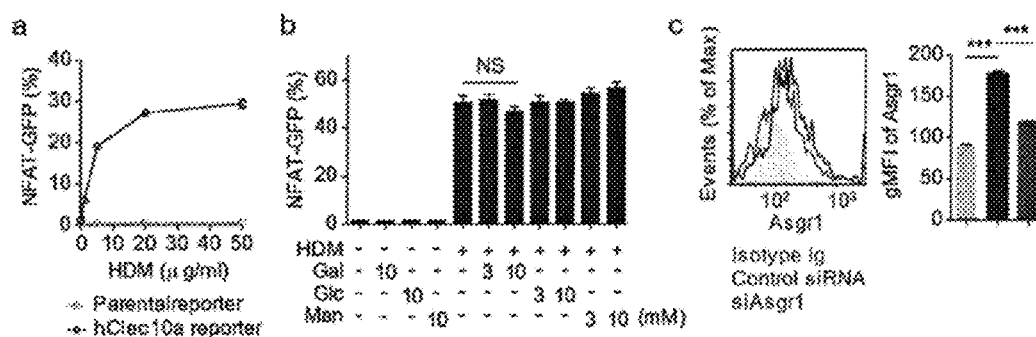 a
NFAT-GFP (%)
40
30
20
10
0
0 10 20 30 40 50
HDM (μ g/ml)
Parentalreporter
hClec10a reporter
b
NFAT-GFP (%)
60
40
20
0
NS
HDM - - - - + + + + + + +
Gal - 10 - - - 3 10 - - - -
Glc - - 10 - - - - 3 10 - -
Man - - - 10 - - - - - 3 10 (mM)
c
Events (% of Max)
10² 10³
Asgr1
Isotype Ig
Control siRNA
siAsgr1
*** ***
gMFI of Asgr1
200
150
100
50
0